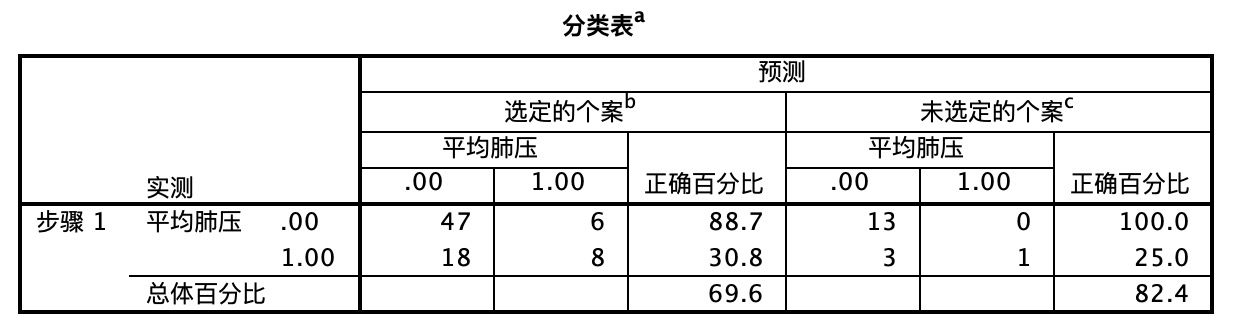 分类表a
预测
选定的个案b 未选定的个案c
平均肺压 平均肺压
实测 .00 1.00 正确百分比 .00 1.00 正确百分比
步骤 1 平均肺压 .00 47 6 88.7 13 0 100.0
1.00 18 8 30.8 3 1 25.0
总体百分比 69.6 82.4